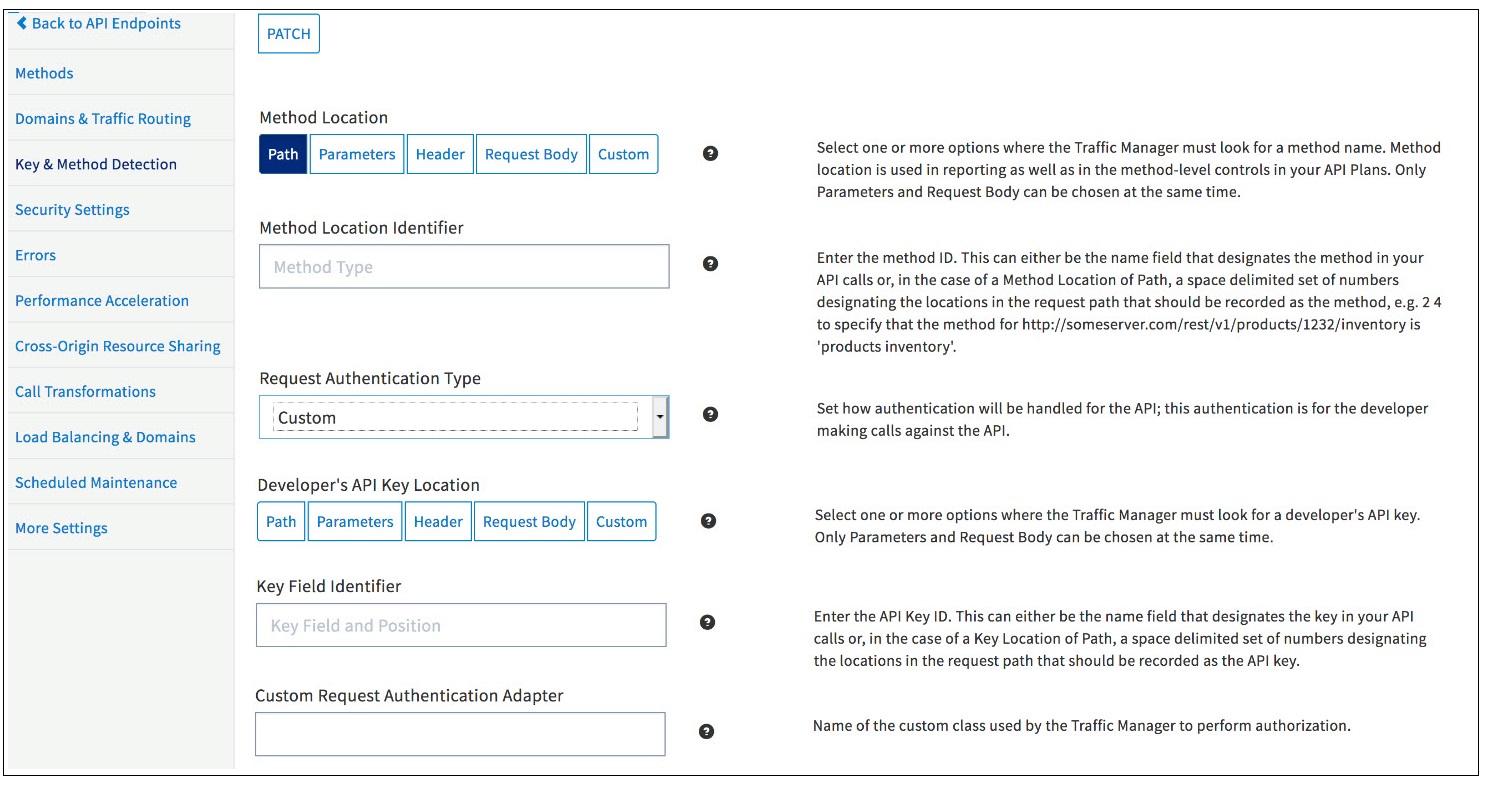 Back to API Endpoints
Methods
Domains & Traffic Routing
Key & Method Detection
Security Settings
Errors
Performance Acceleration
Cross-Origin Resource Sharing
Call Transformations
Load Balancing & Domains
Scheduled Maintenance
More Settings
PATCH
Method Location
Path Parameters Header Request Body Custom
?
Select one or more options where the Traffic Manager must look for a method name. Method
location is used in reporting as well as in the method-level controls in your API Plans. Only
Parameters and Request Body can be chosen at the same time.
Method Location Identifier
Method Type
?
Enter the method ID. This can either be the name field that designates the method in your
API calls or, in the case of a Method Location of Path, a space delimited set of numbers
designating the locations in the request path that should be recorded as the method, e.g. 2 4
to specify that the method for http://someserver.com/rest/v1/products/1232/inventory is
'products inventory'.
Request Authentication Type
Custom
?
Set how authentication will be handled for the API; this authentication is for the developer
making calls against the API.
Developer's API Key Location
Path Parameters Header Request Body Custom
?
Select one or more options where the Traffic Manager must look for a developer's API key.
Only Parameters and Request Body can be chosen at the same time.
Key Field Identifier
Key Field and Position
?
Enter the API Key ID. This can either be the name field that designates the key in your API
calls or, in the case of a Key Location of Path, a space delimited set of numbers designating
the locations in the request path that should be recorded as the API key.
Custom Request Authentication Adapter
?
Name of the custom class used by the Traffic Manager to perform authorization.